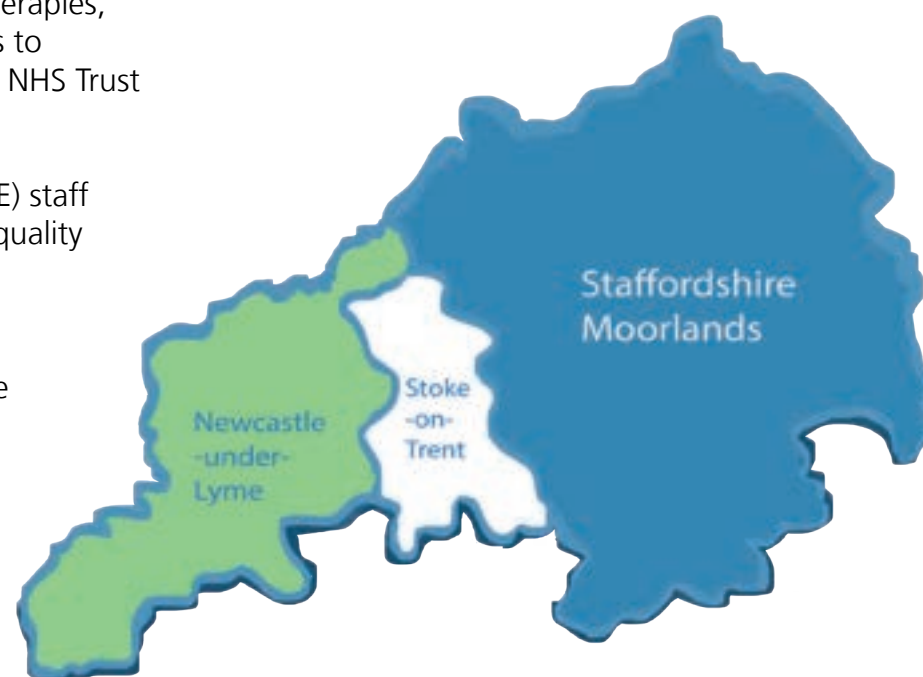 erapies,
s to
NHS Trust
E) staff
quality
e
Staffordshire
Moorlands
Stoke
-on-
Trent
Newcastle
-under-
Lyme